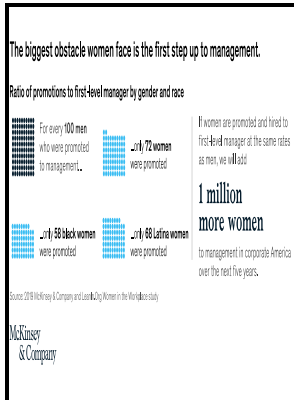 The biggest obstacle women face is the first step up to management.
Ratio of promotions to first-level manager by gender and race
For every 100 men
who were promoted
to management...
...only 72 women
were promoted
...only 58 black women
were promoted
...only 68 Latina women
were promoted
If women are promoted and hired to
first-level manager at the same rates
as men, we will add
1 million
more women
to management in corporate America
over the next five years.
Source: 2019 McKinsey & Company and LeanIn.Org Women in the Workplace study
McKinsey
& Company